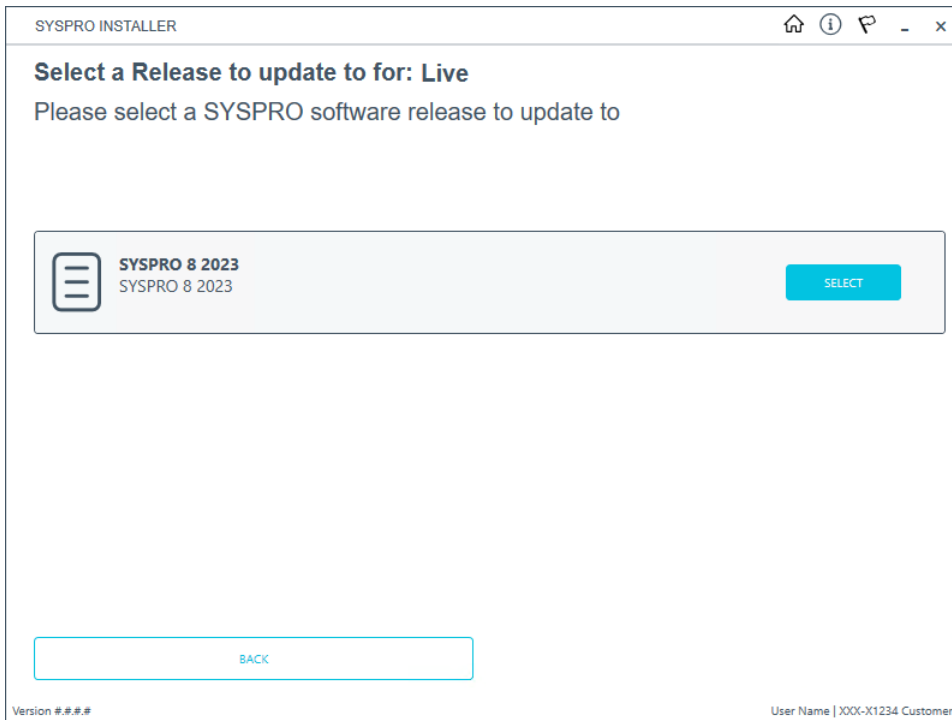 SYSPRO INSTALLER
Select a Release to update to for: Live
Please select a SYSPRO software release to update to
SYSPRO 8 2023
SYSPRO 8 2023
SELECT
BACK
Version #.#.#.#
User Name | XXX-X1234 Customer